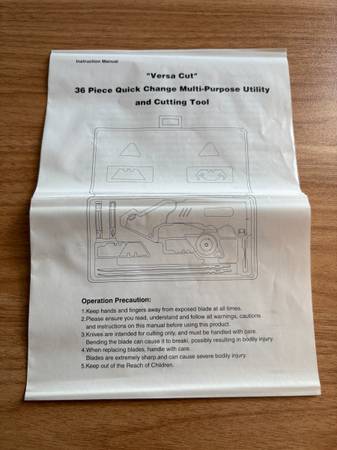 Instruction Manual
"Versa Cut"
36 Piece Quick Change Multi-Purpose Utility
and Cutting Tool
Operation Precaution:
1.Keep hands and fingers away from exposed blade at all times.
2.Please ensure you read, understand and follow all warnings, cautions
and instructions on this manual before using this product.
3.Knives are intended for cutting only, and must be handled with care.
Bending the blade can cause it to break, possibly resulting in bodily injury.
4.When replacing blades, handle with care.
Blades are extremely sharp and can cause severe bodily injury.
5.Keep out of the Reach of Children.